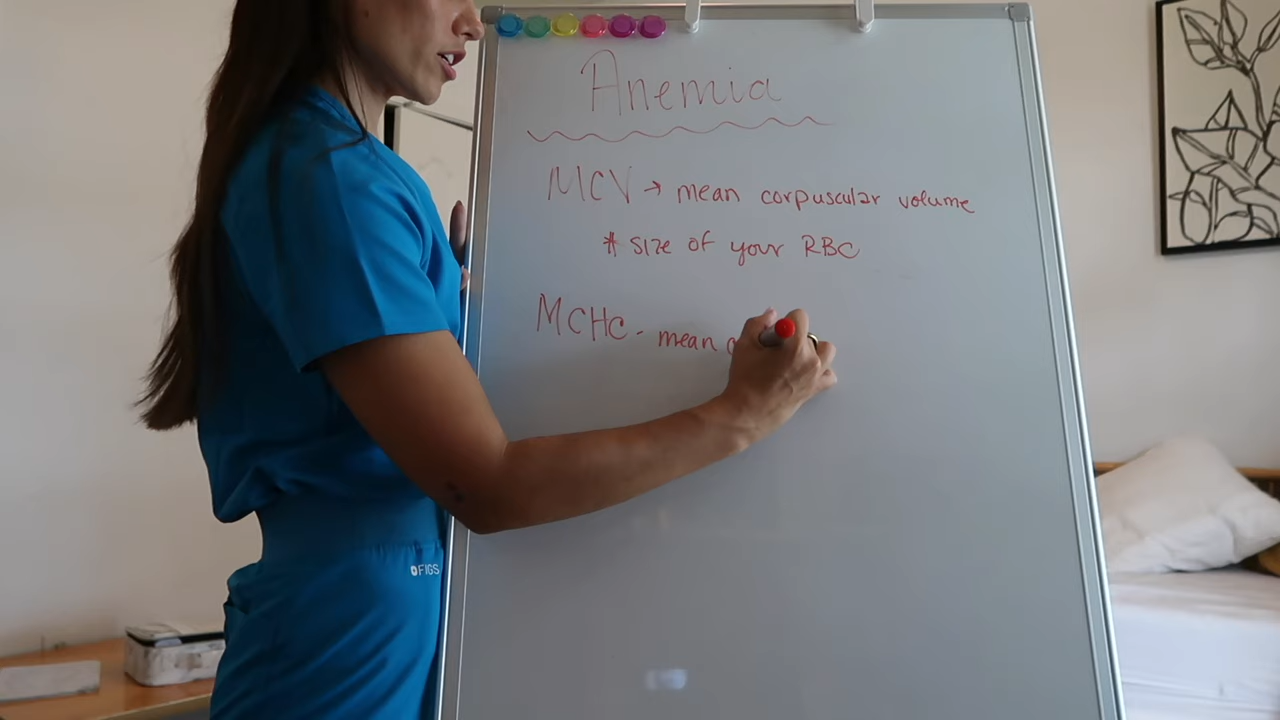 Anemia
MCV → mean corpuscular volume
* size of your RBC
MCHC - mean
FIGS